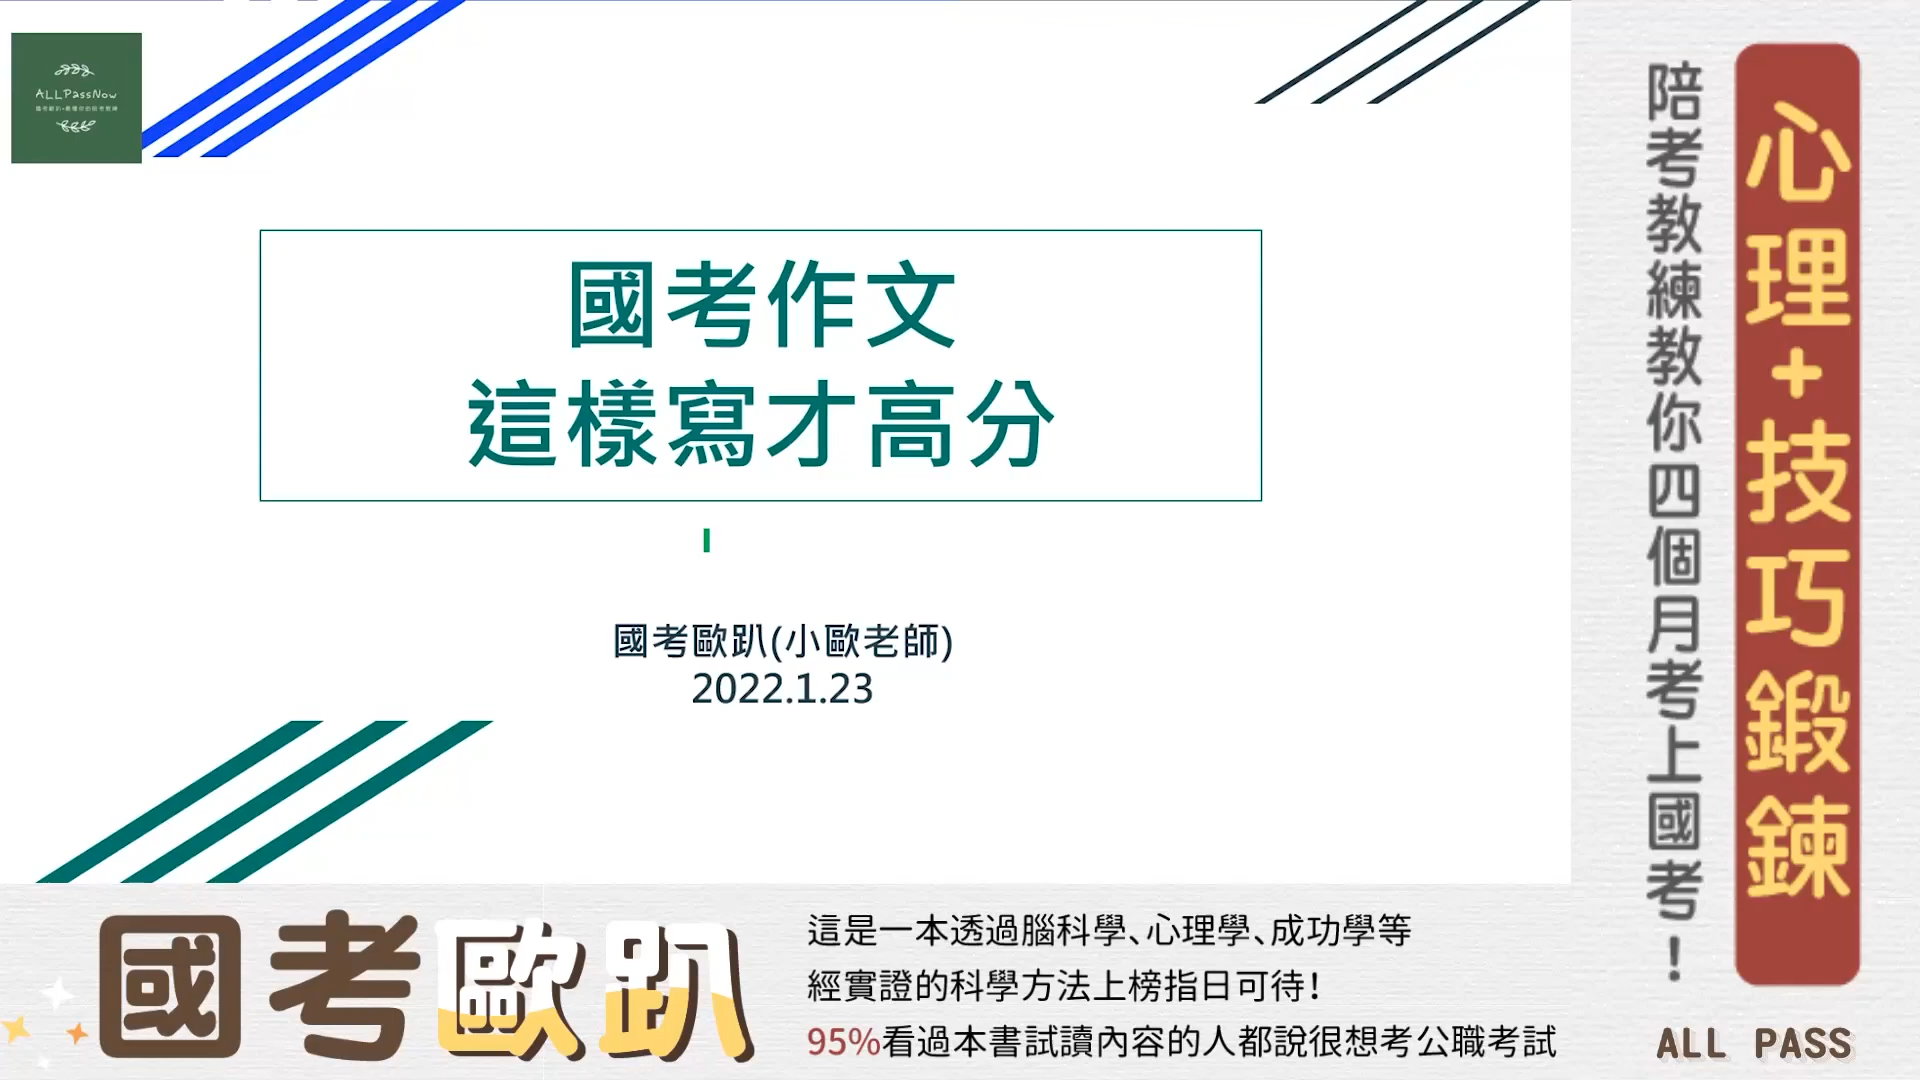 ALLPassNow
國考作文
這樣寫才高分
國考歐趴(小歐老師)
2022.1.23
陪考教練教你四個月考上國考！
心理+技巧鍛鍊
國考歐趴
這是一本透過腦科學、心理學、成功學等
經實證的科學方法上榜指日可待！
95%看過本書試讀內容的人都說很想考公職考試
ALL PASS